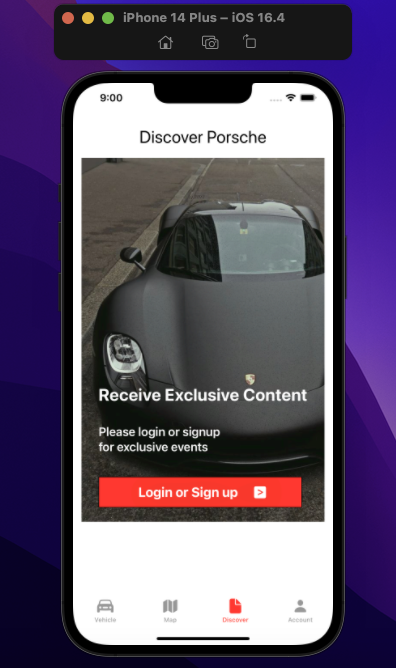 iPhone 14 Plus – iOS 16.4
9:00
Discover Porsche
Receive Exclusive Content
Please login or signup
for exclusive events
Login or Sign up
Vehicle
Map
Discover
Account